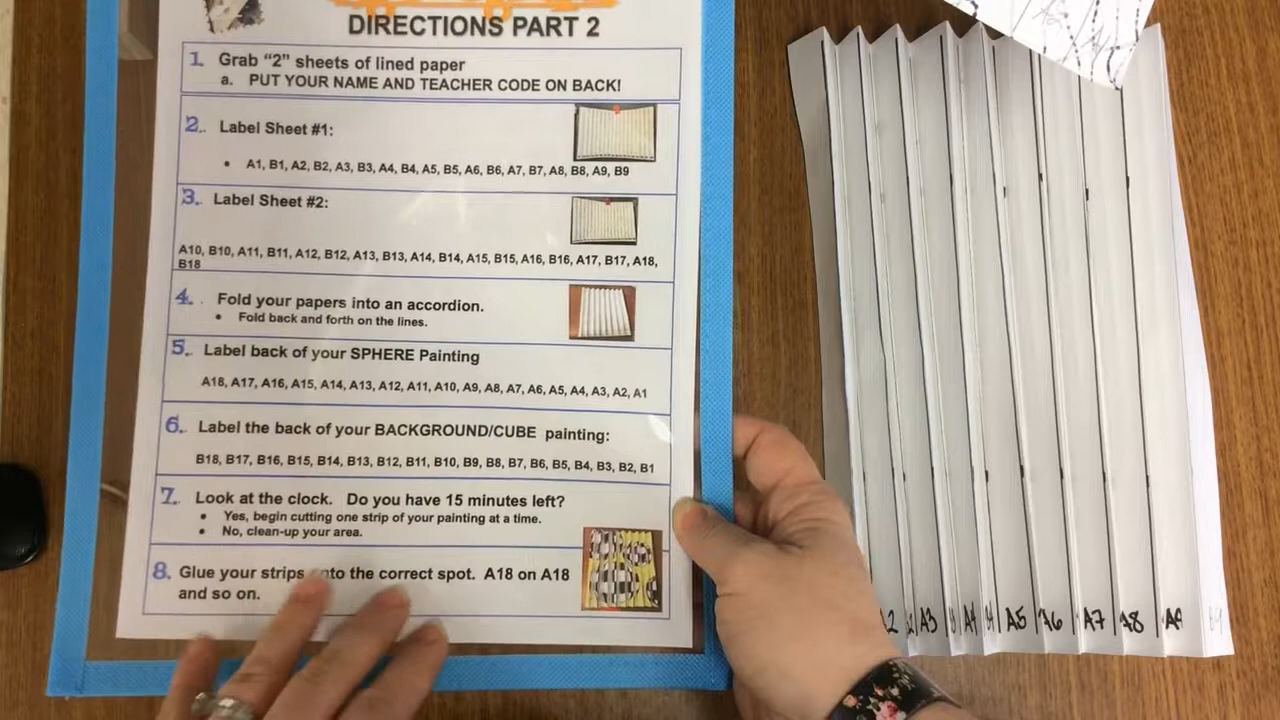 DIRECTIONS PART 2
1. Grab “2” sheets of lined paper
a. PUT YOUR NAME AND TEACHER CODE ON BACK!
2. Label Sheet #1:
• A1, B1, A2, B2, A3, B3, A4, B4, A5, B5, A6, B6, A7, B7, A8, B8, A9, B9
3. Label Sheet #2:
A10, B10, A11, B11, A12, B12, A13, B13, A14, B14, A15, B15, A16, B16, A17, B17, A18,
B18
4. Fold your papers into an accordion.
• Fold back and forth on the lines.
5. Label back of your SPHERE Painting
A18, A17, A16, A15, A14, A13, A12, A11, A10, A9, A8, A7, A6, A5, A4, A3, A2, A1
6. Label the back of your BACKGROUND/CUBE painting:
B18, B17, B16, B15, B14, B13, B12, B11, B10, B9, B8, B7, B6, B5, B4, B3, B2, B1
7. Look at the clock. Do you have 15 minutes left?
• Yes, begin cutting one strip of your painting at a time.
• No, clean-up your area.
8. Glue your strips onto the correct spot. A18 on A18
and so on.
A3 A4 A5 A6 A7 A8 A9 B9